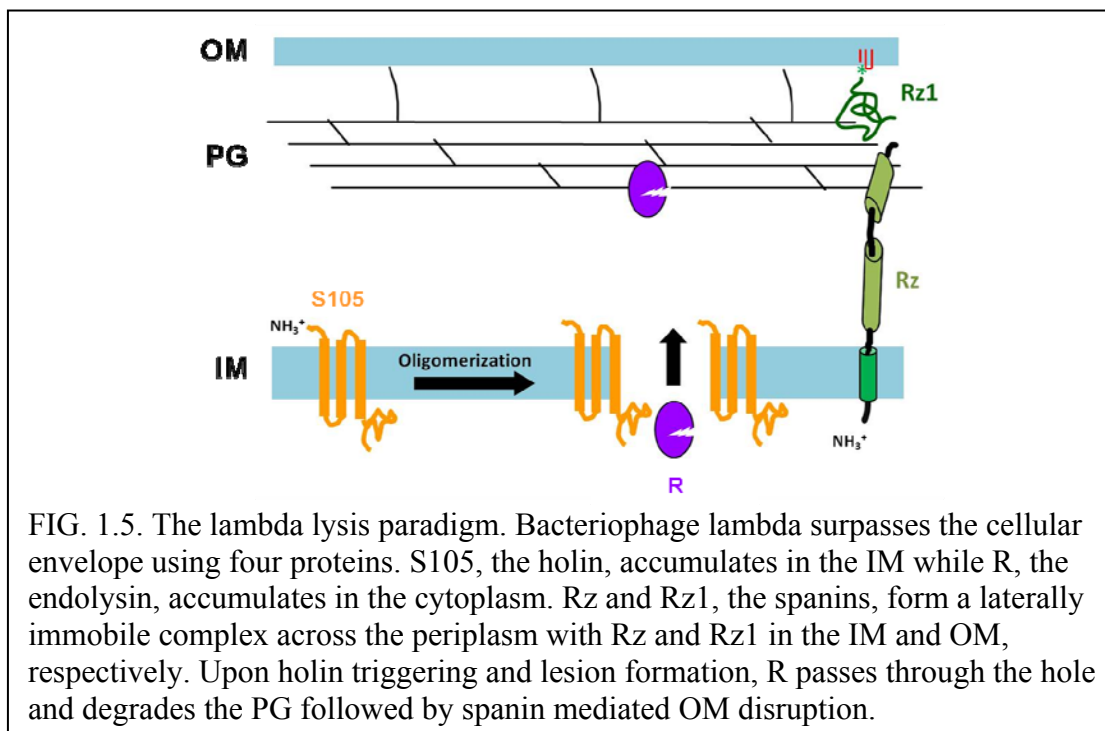 OM
Rz1
*
PG
Rz
S105
NH₃⁺
Oligomerization
IM
NH₃⁺
R
FIG. 1.5. The lambda lysis paradigm. Bacteriophage lambda surpasses the cellular
envelope using four proteins. S105, the holin, accumulates in the IM while R, the
endolysin, accumulates in the cytoplasm. Rz and Rz1, the spanins, form a laterally
immobile complex across the periplasm with Rz and Rz1 in the IM and OM,
respectively. Upon holin triggering and lesion formation, R passes through the hole
and degrades the PG followed by spanin mediated OM disruption.